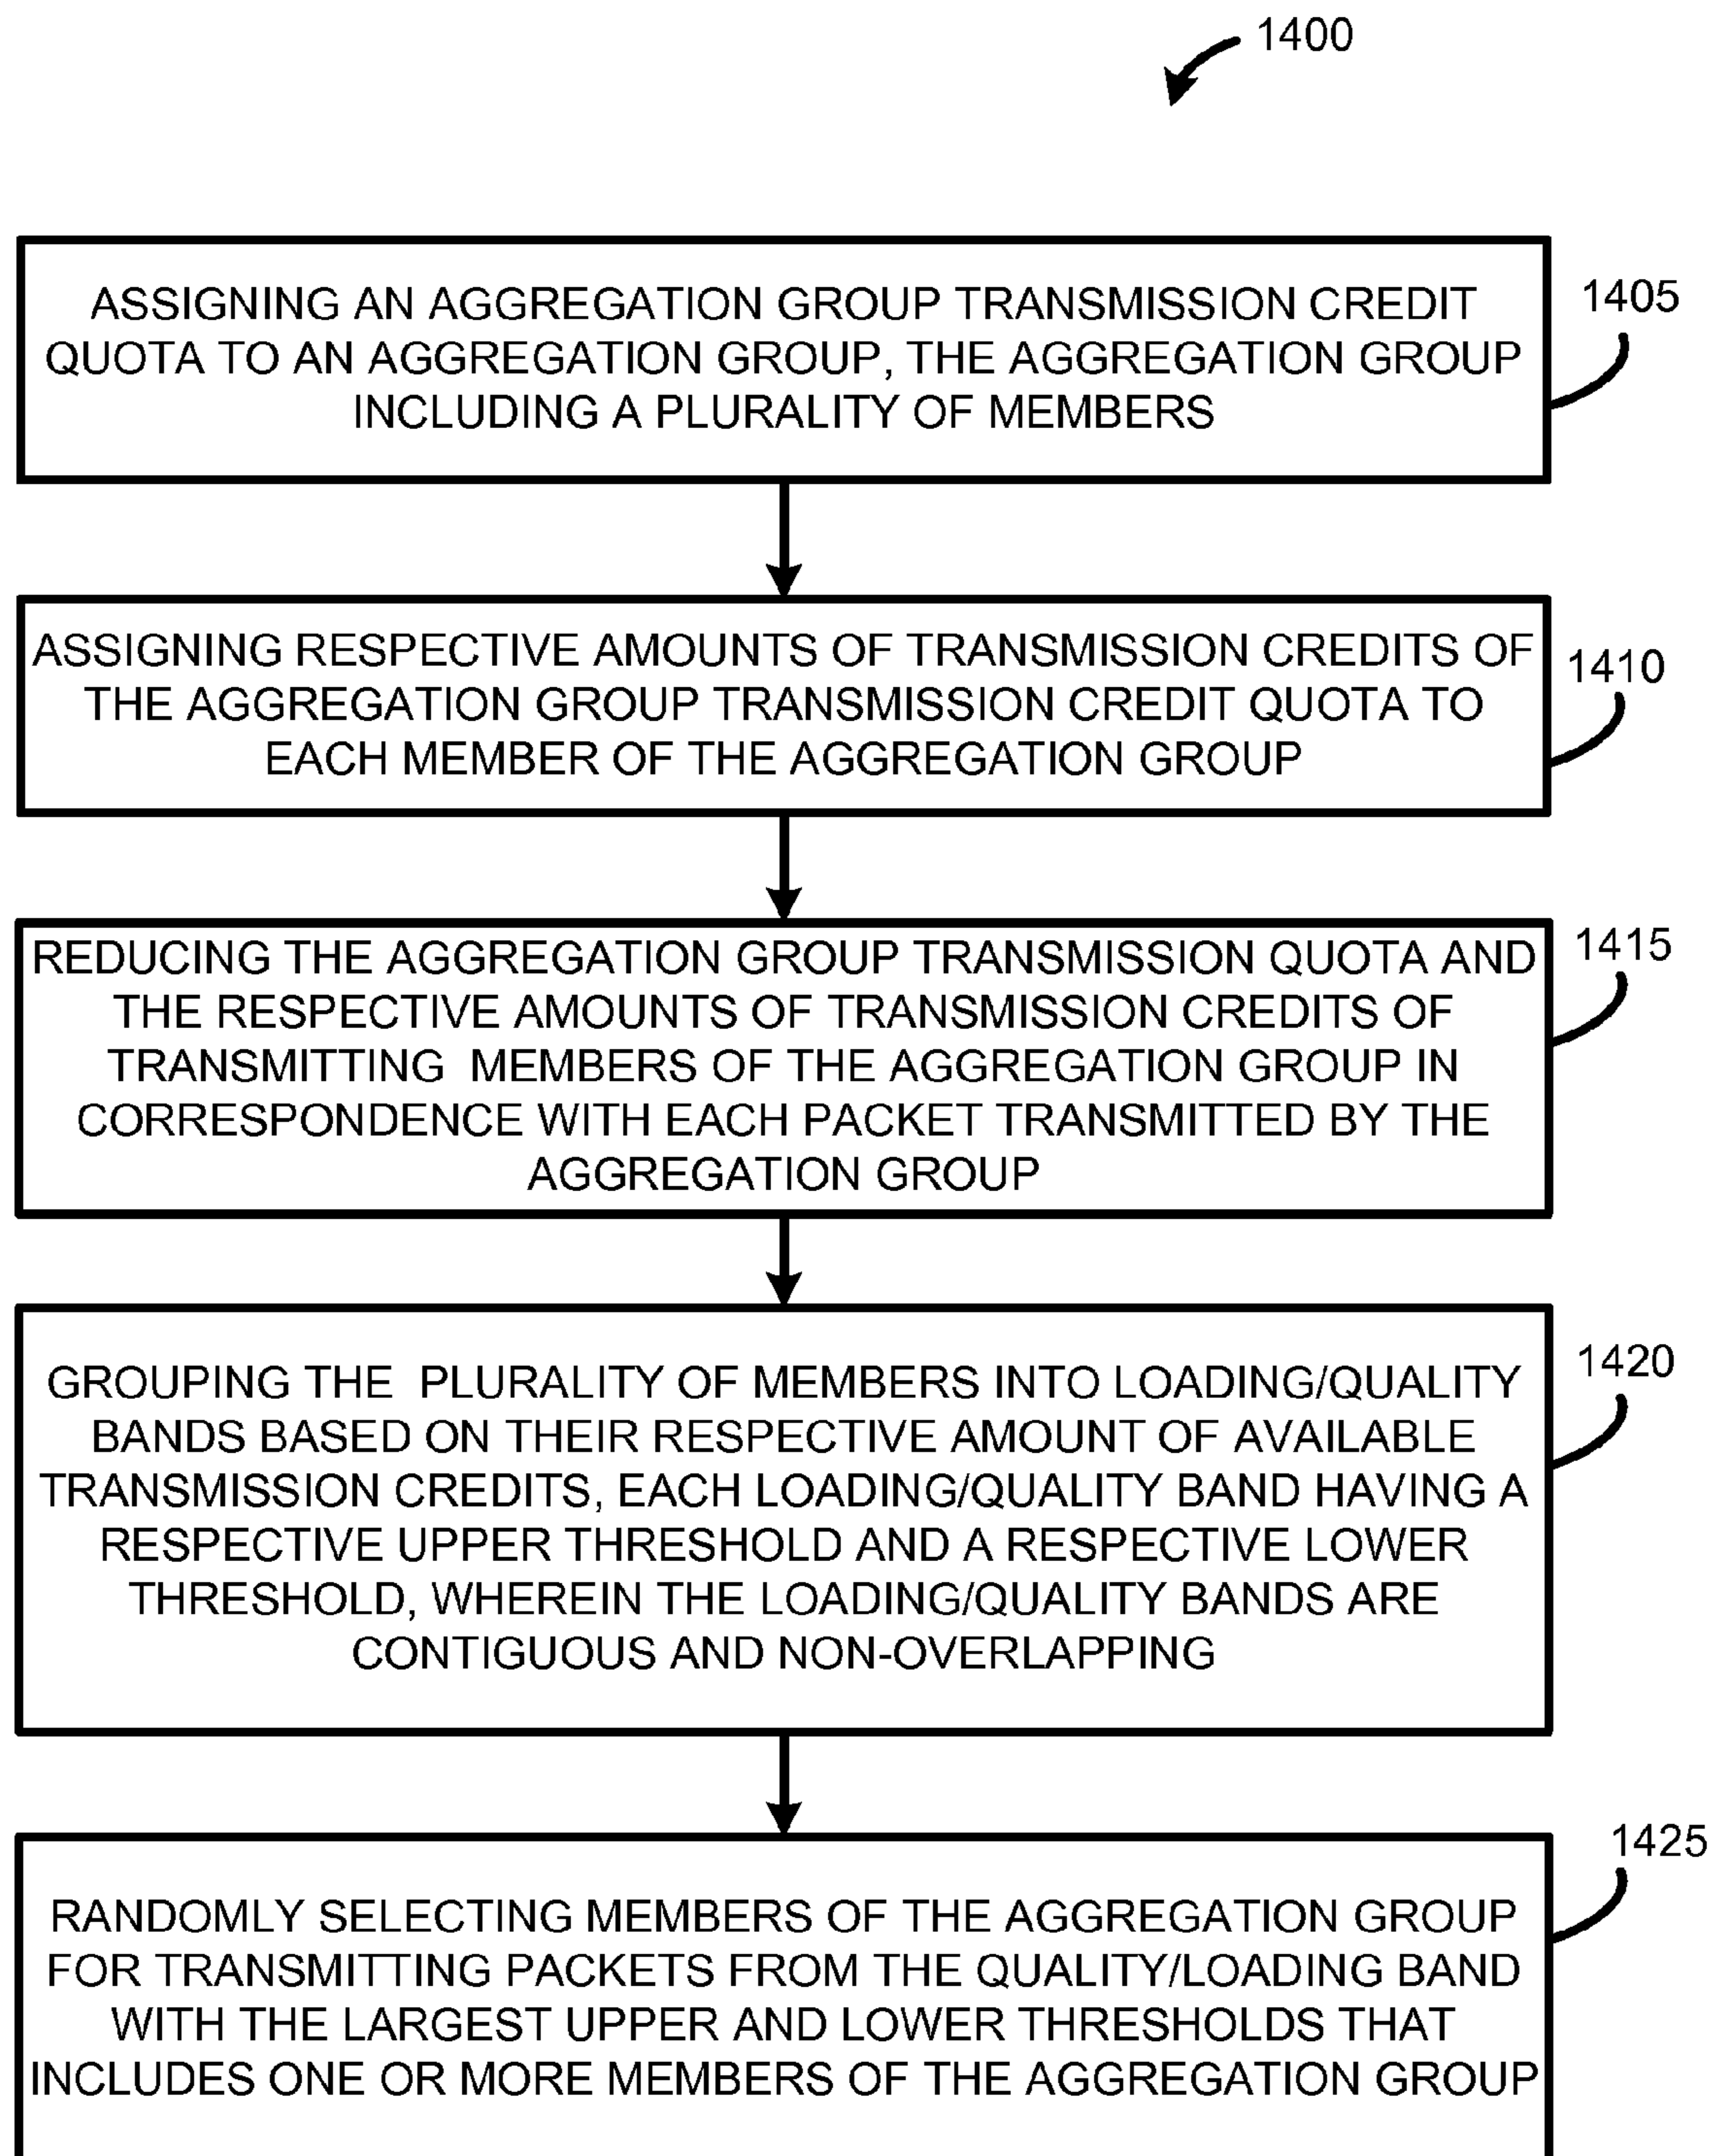 1400
ASSIGNING AN AGGREGATION GROUP TRANSMISSION CREDIT
QUOTA TO AN AGGREGATION GROUP, THE AGGREGATION GROUP
INCLUDING A PLURALITY OF MEMBERS
1405
ASSIGNING RESPECTIVE AMOUNTS OF TRANSMISSION CREDITS OF
THE AGGREGATION GROUP TRANSMISSION CREDIT QUOTA TO
EACH MEMBER OF THE AGGREGATION GROUP
1410
REDUCING THE AGGREGATION GROUP TRANSMISSION QUOTA AND
THE RESPECTIVE AMOUNTS OF TRANSMISSION CREDITS OF
TRANSMITTING MEMBERS OF THE AGGREGATION GROUP IN
CORRESPONDENCE WITH EACH PACKET TRANSMITTED BY THE
AGGREGATION GROUP
1415
GROUPING THE PLURALITY OF MEMBERS INTO LOADING/QUALITY
BANDS BASED ON THEIR RESPECTIVE AMOUNT OF AVAILABLE
TRANSMISSION CREDITS, EACH LOADING/QUALITY BAND HAVING A
RESPECTIVE UPPER THRESHOLD AND A RESPECTIVE LOWER
THRESHOLD, WHEREIN THE LOADING/QUALITY BANDS ARE
CONTIGUOUS AND NON-OVERLAPPING
1420
RANDOMLY SELECTING MEMBERS OF THE AGGREGATION GROUP
FOR TRANSMITTING PACKETS FROM THE QUALITY/LOADING BAND
WITH THE LARGEST UPPER AND LOWER THRESHOLDS THAT
INCLUDES ONE OR MORE MEMBERS OF THE AGGREGATION GROUP
1425